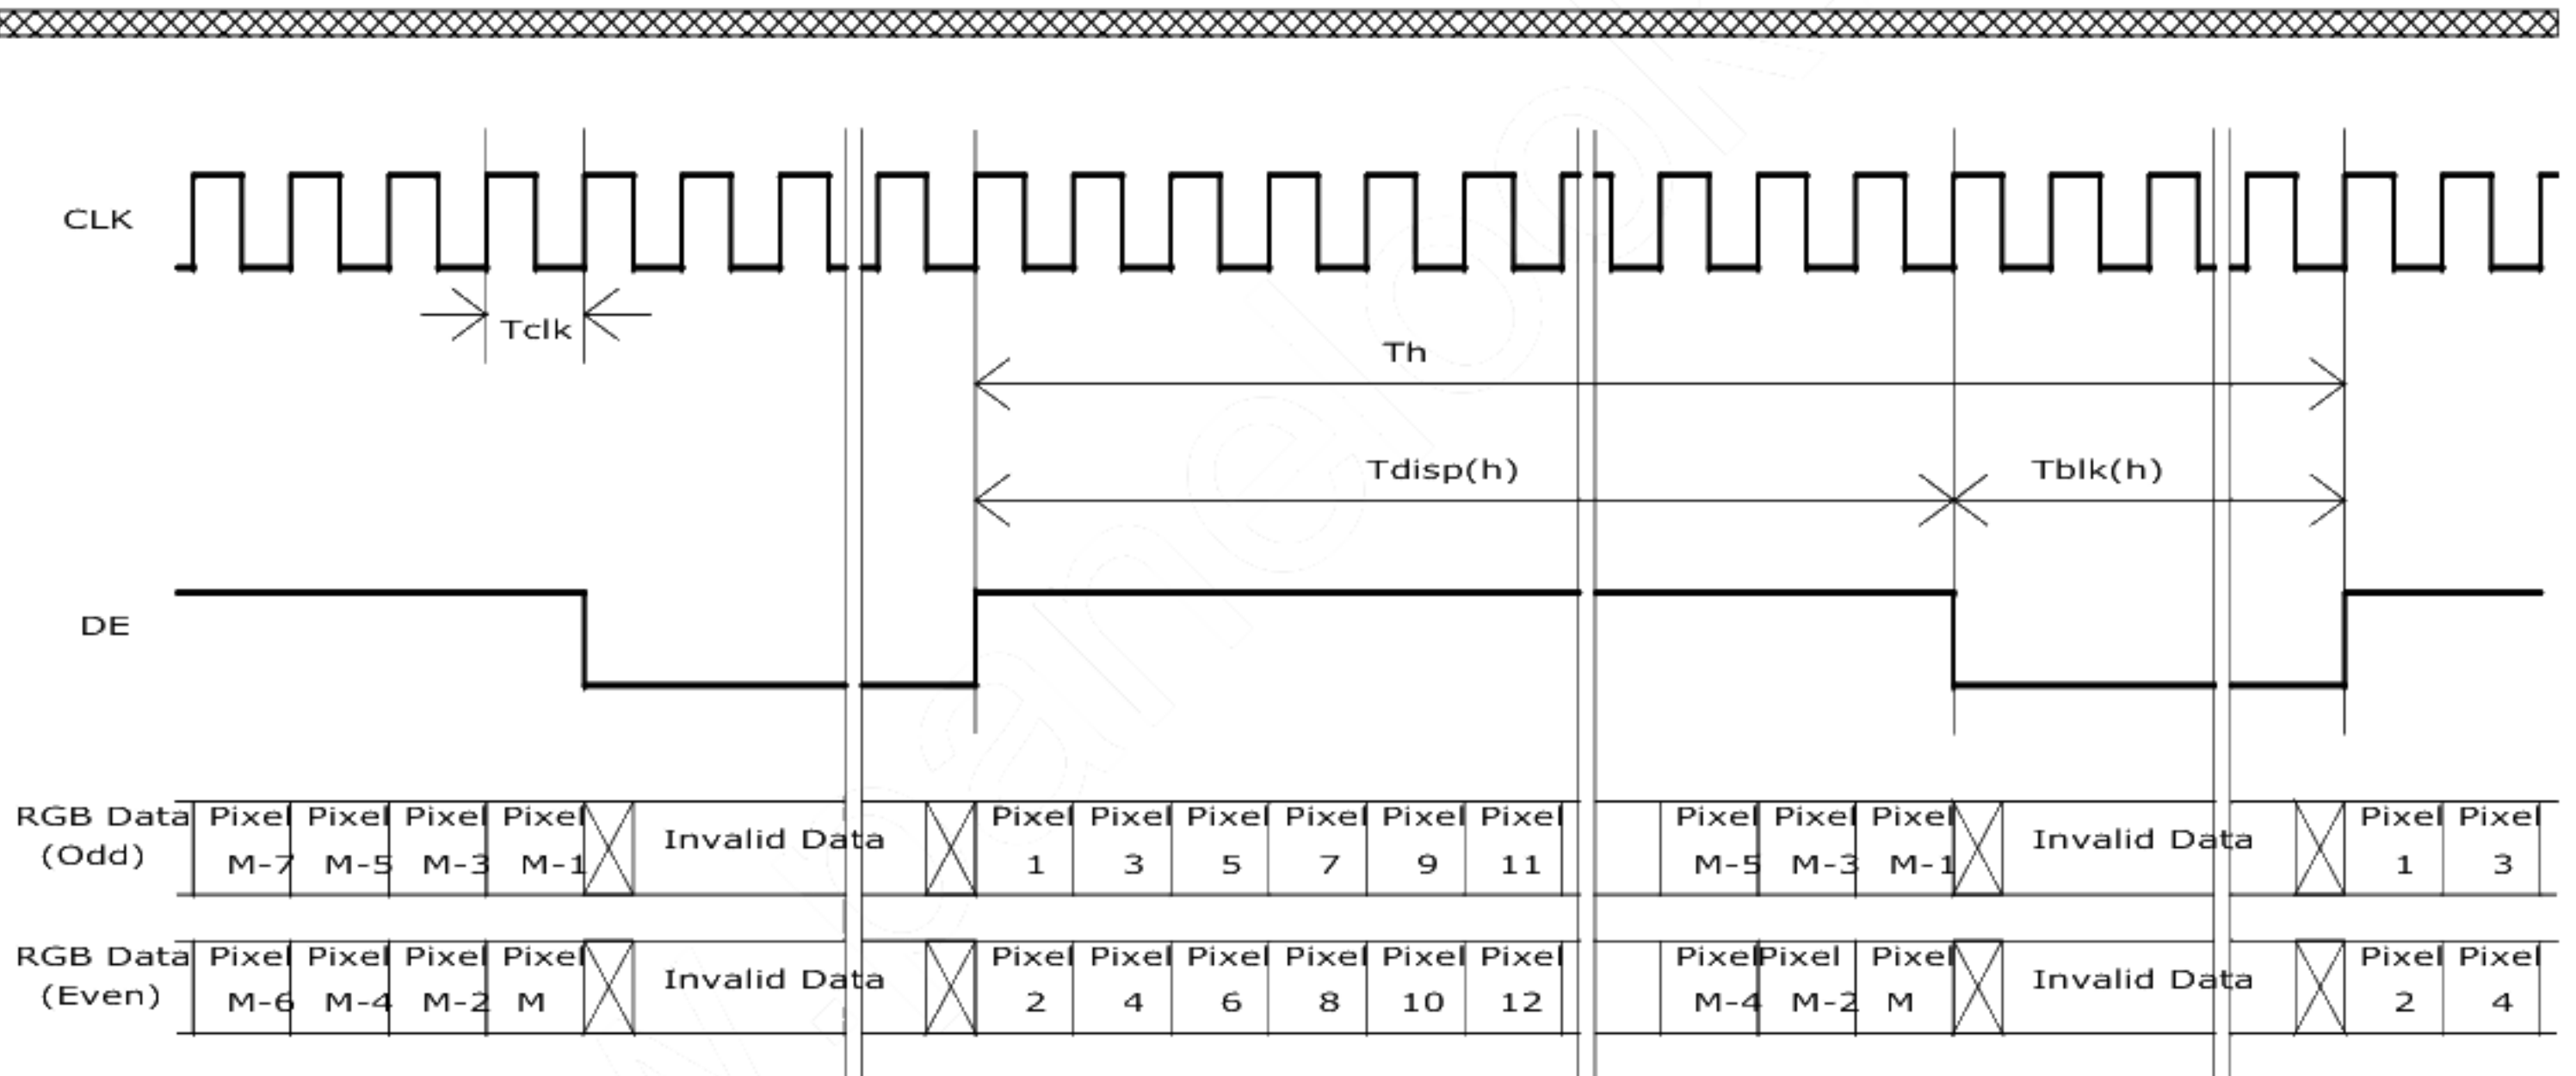 CLK
Tclk
Th
Tdisp(h)
Tblk(h)
DE
RGB Data
(Odd)
Pixel Pixel Pixel Pixel
M-7 M-5 M-3 M-1
Invalid Data
Pixel Pixel Pixel Pixel Pixel Pixel
1 3 5 7 9 11
Pixel Pixel Pixel
M-5 M-3 M-1
Invalid Data
Pixel Pixel
1 3
RGB Data
(Even)
Pixel Pixel Pixel Pixel
M-6 M-4 M-2 M
Invalid Data
Pixel Pixel Pixel Pixel Pixel Pixel
2 4 6 8 10 12
Pixel Pixel Pixel
M-4 M-2 M
Invalid Data
Pixel Pixel
2 4